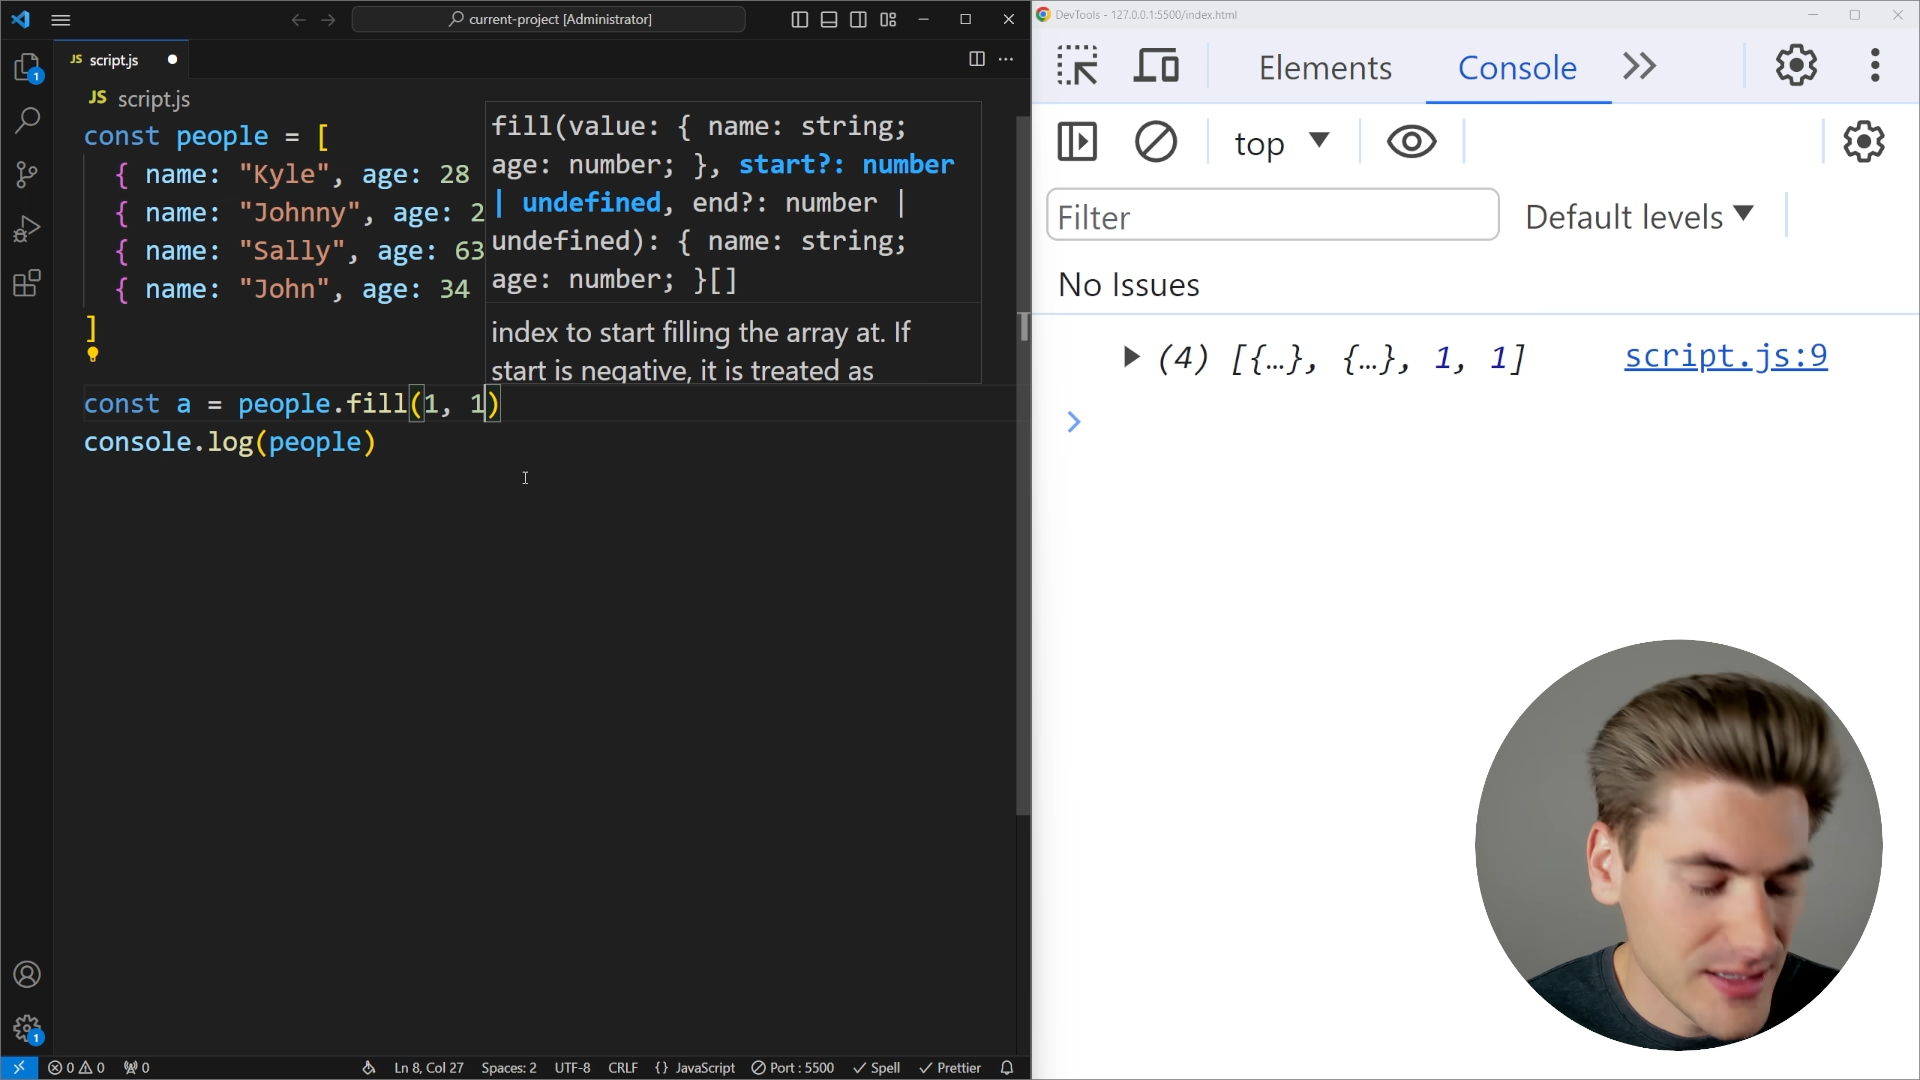 current-project [Administrator]
JS script.js
JS script.js
const people = [
{ name: "Kyle", age: 28
{ name: "Johnny", age: 2
{ name: "Sally", age: 63
{ name: "John", age: 34
]
fill(value: { name: string;
age: number; }, start?: number
| undefined, end?: number |
undefined): { name: string;
age: number; }[]
index to start filling the array at. If
start is negative, it is treated as
const a = people.fill(1, 1)
console.log(people)
1
1
0 0 0
Ln 8, Col 27 Spaces: 2 UTF-8 CRLF {} JavaScript Port : 5500 Spell Prettier
DevTools - 127.0.0.1:5500/index.html
Elements Console
top
Filter Default levels
No Issues
(4) [{…}, {…}, 1, 1] script.js:9